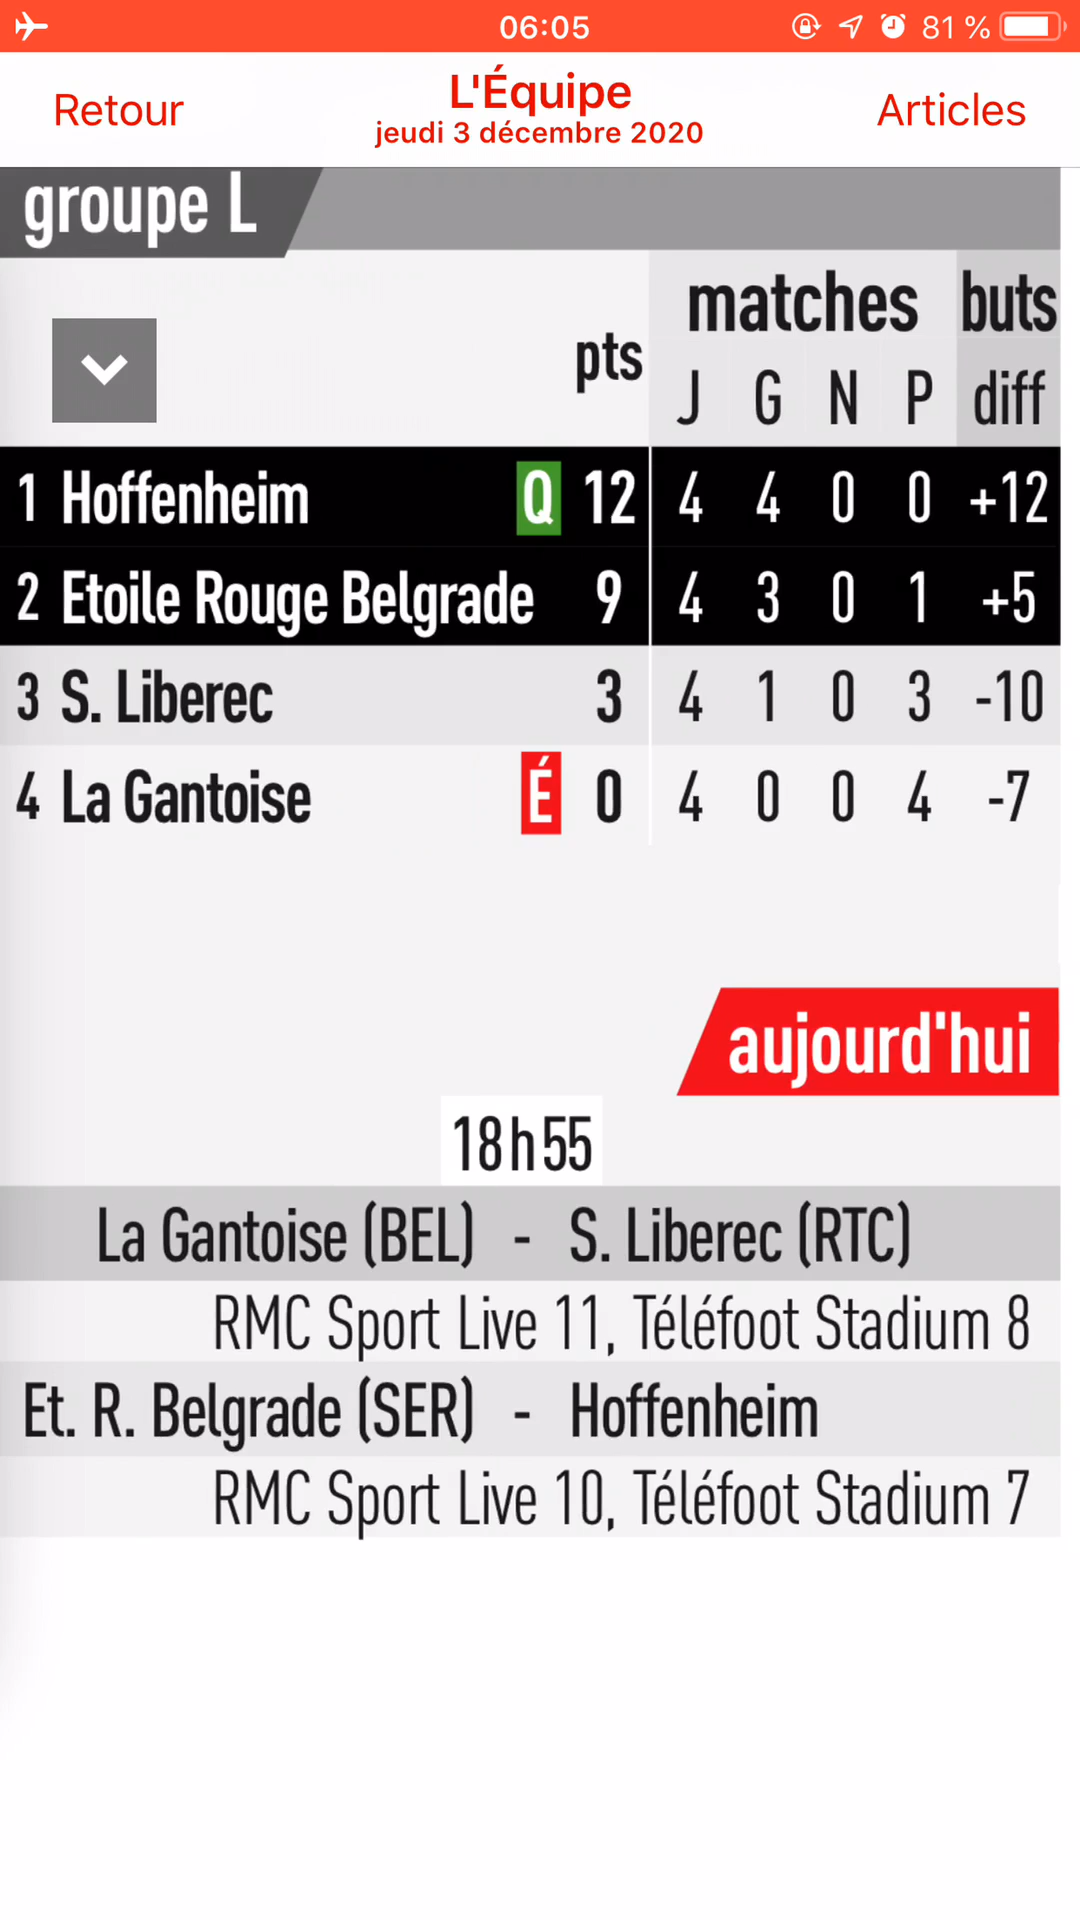 06:05
81 %
Retour
L'Équipe
Articles
jeudi 3 décembre 2020
groupe L
matches buts
pts
J G N P diff
1 Hoffenheim Q 12 4 4 0 0 +12
2 Etoile Rouge Belgrade 9 4 3 0 1 +5
3 S. Liberec 3 4 1 0 3 -10
4 La Gantoise É 0 4 0 0 4 -7
aujourd'hui
18h55
La Gantoise (BEL) - S. Liberec (RTC)
RMC Sport Live 11, Téléfoot Stadium 8
Et. R. Belgrade (SER) - Hoffenheim
RMC Sport Live 10, Téléfoot Stadium 7